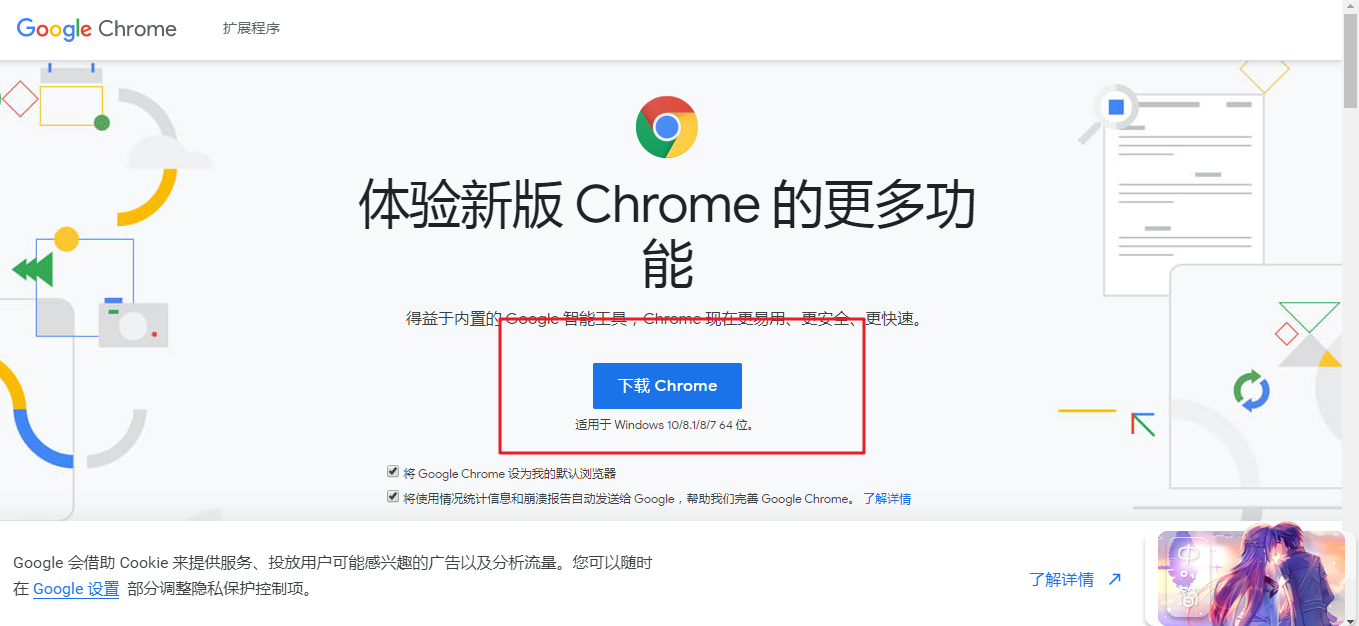 Google Chrome
扩展程序
体验新版 Chrome 的更多功
能
得益于内置的 Google 智能工具，Chrome 现在更易用、更安全、更快速。
下载 Chrome
适用于 Windows 10/8.1/8/7 64 位。
将 Google Chrome 设为我的默认浏览器
将使用情况统计信息和崩溃报告自动发送给 Google，帮助我们完善 Google Chrome。 了解详情
Google 会借助 Cookie 来提供服务、投放用户可能感兴趣的广告以及分析流量。您可以随时
在 Google 设置 部分调整隐私保护控制项。
了解详情
中
简